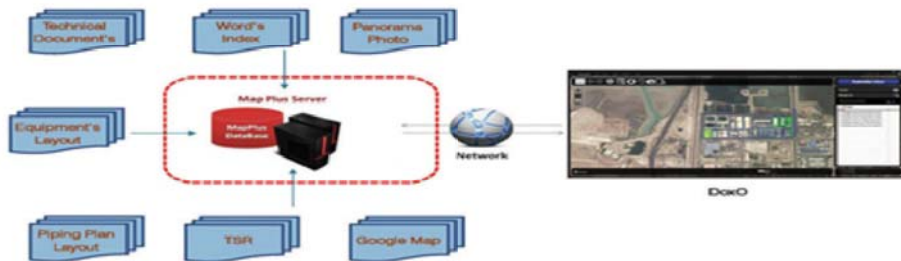 Technical
Document's
Word's
Index
Panorama
Photo
Map Plus Server
MapPlus
DataBase
Equipment's
Layout
Network
DoxO
Piping Plan
Layout
TSR
Google Map